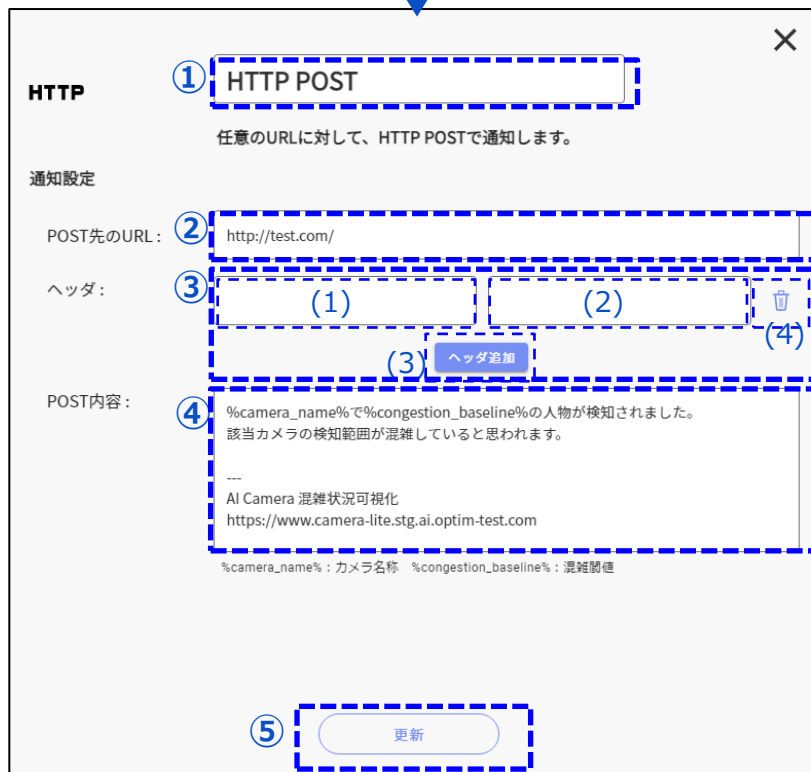 ①
HTTP POST
HTTP
任意のURLに対して、HTTP POSTで通知します。
通知設定
POST先のURL :
②
http://test.com/
ヘッダ :
③
(1)
(2)
(4)
(3)
ヘッダ追加
POST内容 :
④
%camera_name%で%congestion_baseline%の人物が検知されました。
該当カメラの検知範囲が混雑していると思われます。
---
AI Camera 混雑状況可視化
https://www.camera-lite.stg.ai.optim-test.com
%camera_name% : カメラ名称　%congestion_baseline% : 混雑閾値
⑤
更新